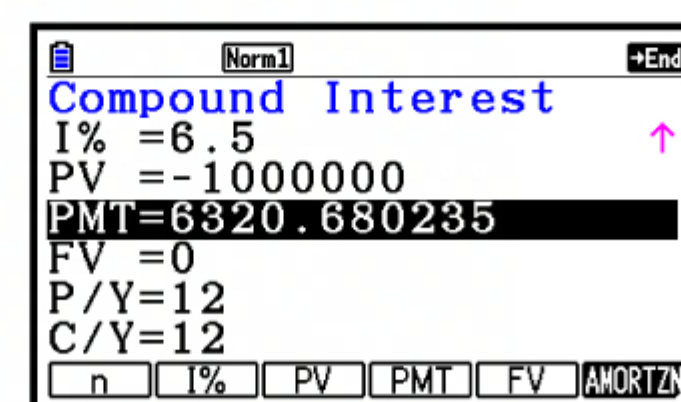 Norm1 →End
Compound Interest
I% =6.5 ↑
PV =-1000000
PMT=6320.680235
FV =0
P/Y=12
C/Y=12
n I% PV PMT FV AMORTZN